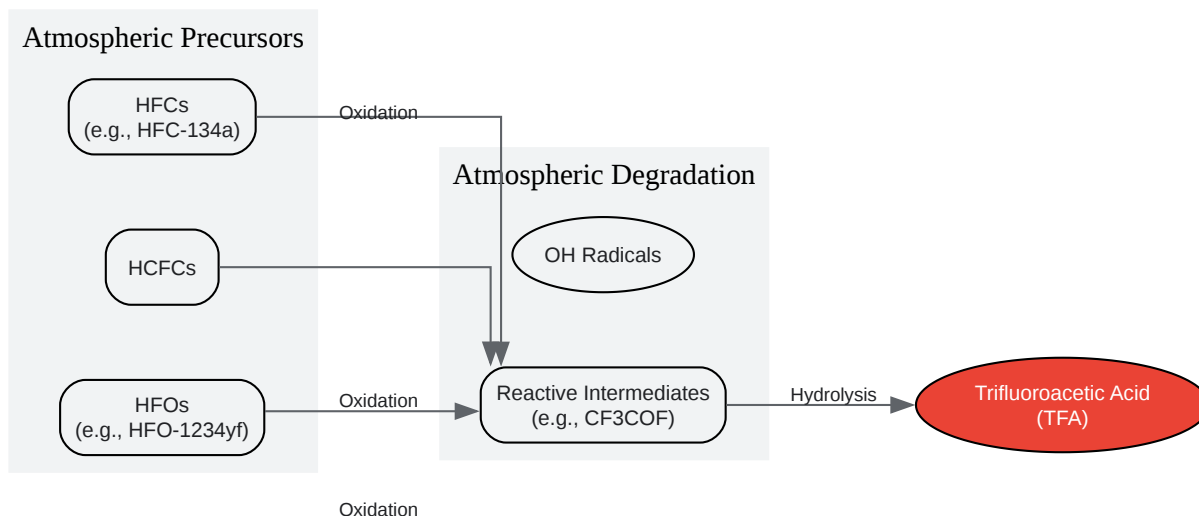 Atmospheric Precursors
HFCs
(e.g., HFC-134a)
Oxidation
Atmospheric Degradation
HCFCs
OH Radicals
HFOs
(e.g., HFO-1234yf)
Oxidation
Reactive Intermediates
(e.g., CF3COF)
Hydrolysis
Trifluoroacetic Acid
(TFA)
Oxidation